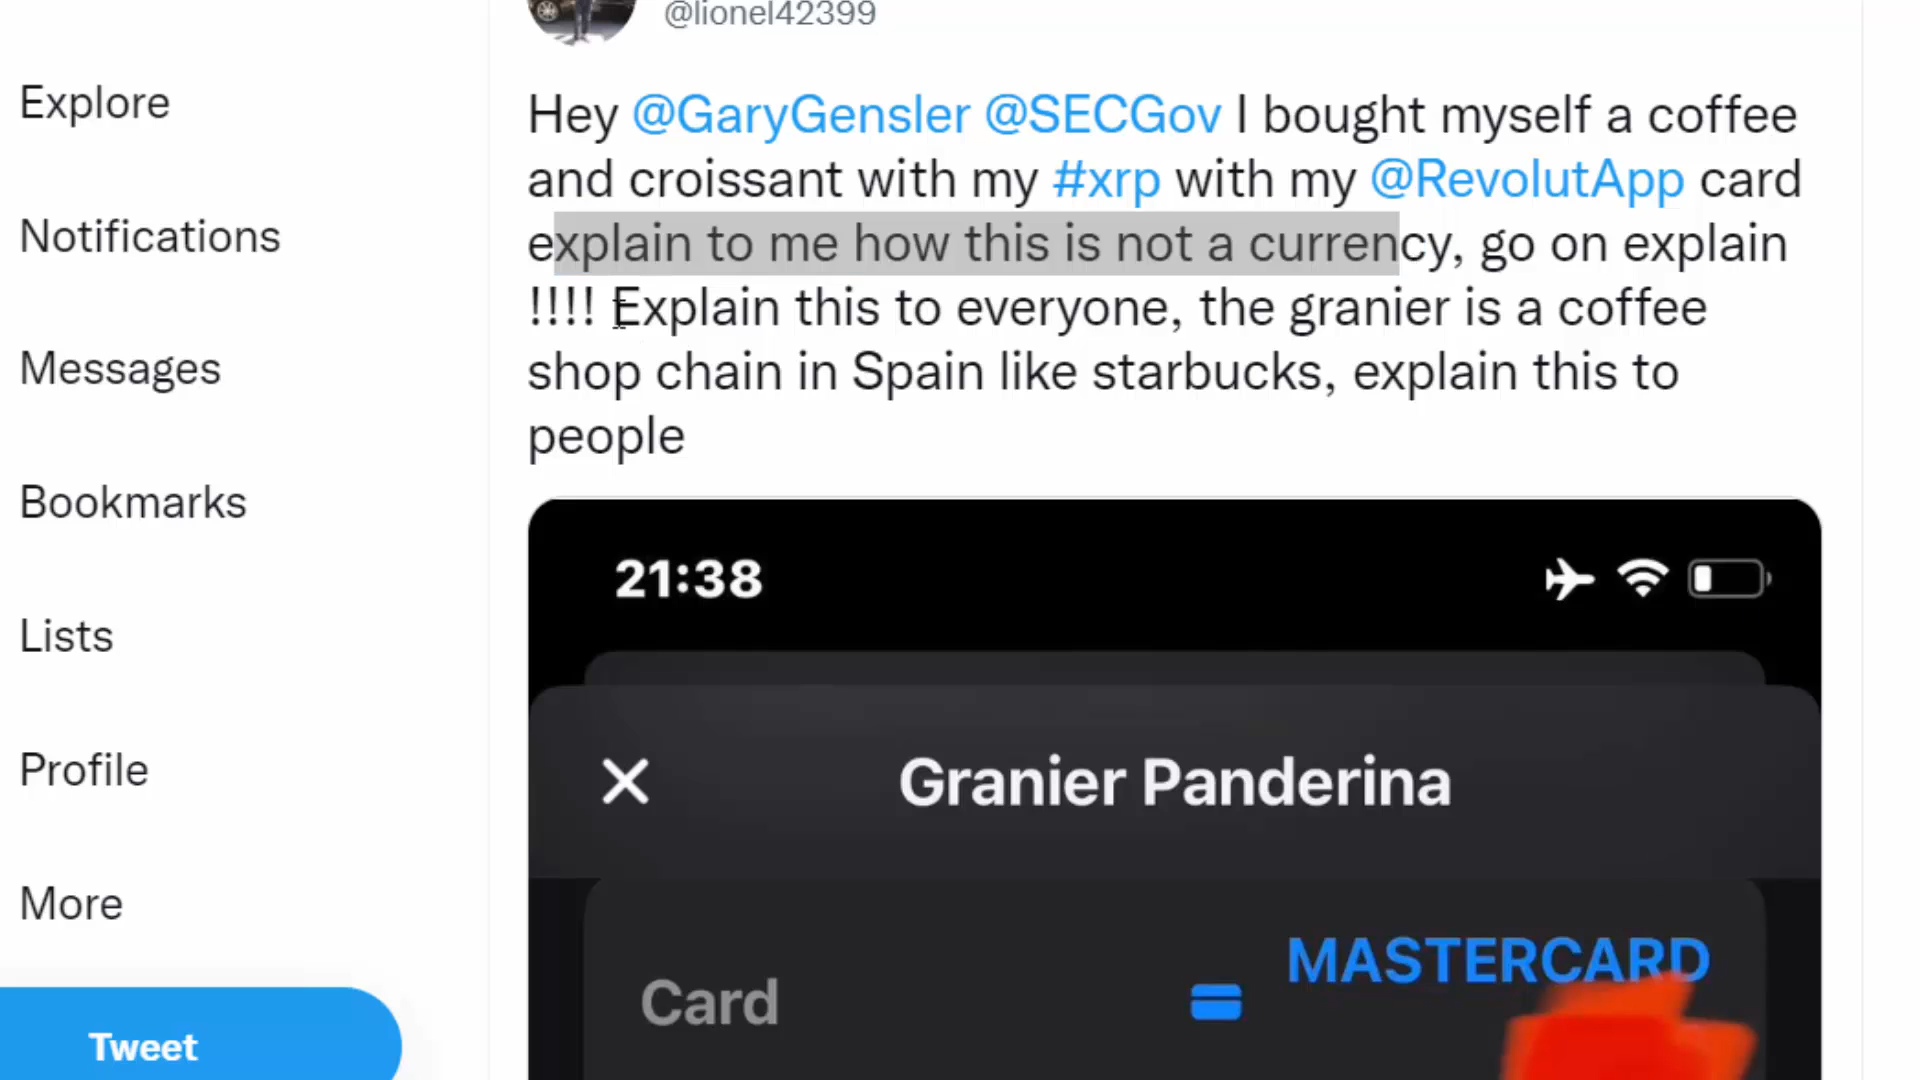 @lionel42399
Explore
Notifications
Messages
Bookmarks
Lists
Profile
More
Tweet
Hey @GaryGensler @SECGov I bought myself a coffee
and croissant with my #xrp with my @RevolutApp card
explain to me how this is not a currency, go on explain
!!!! Explain this to everyone, the granier is a coffee
shop chain in Spain like starbucks, explain this to
people
21:38
Granier Panderina
Card
MASTERCARD